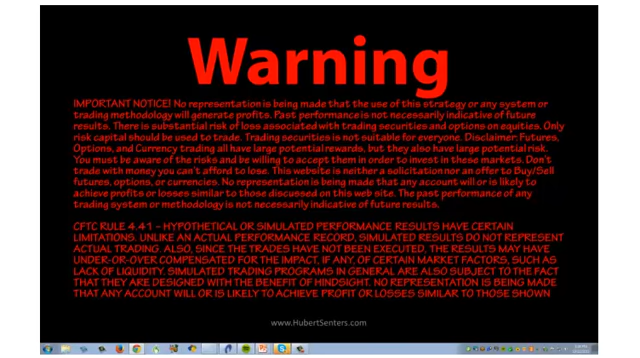 Warning
IMPORTANT NOTICE! No representation is being made that the use of this strategy or any system or
trading methodology will generate profits. Past performance is not necessarily indicative of future
results. There is substantial risk of loss associated with trading securities and options on equities. Only
risk capital should be used to trade. Trading securities is not suitable for everyone. Disclaimer: Futures,
Options, and Currency trading all have large potential rewards, but they also have large potential risk.
You must be aware of the risks and be willing to accept them in order to invest in these markets. Don't
trade with money you can't afford to lose. This website is neither a solicitation nor an offer to Buy/Sell
futures, options, or currencies. No representation is being made that any account will or is likely to
achieve profits or losses similar to those discussed on this web site. The past performance of any
trading system or methodology is not necessarily indicative of future results.
CFTC RULE 4.41 - HYPOTHETICAL OR SIMULATED PERFORMANCE RESULTS HAVE CERTAIN
LIMITATIONS. UNLIKE AN ACTUAL PERFORMANCE RECORD, SIMULATED RESULTS DO NOT REPRESENT
ACTUAL TRADING. ALSO, SINCE THE TRADES HAVE NOT BEEN EXECUTED, THE RESULTS MAY HAVE
UNDER-OR-OVER COMPENSATED FOR THE IMPACT, IF ANY, OF CERTAIN MARKET FACTORS, SUCH AS
LACK OF LIQUIDITY. SIMULATED TRADING PROGRAMS IN GENERAL ARE ALSO SUBJECT TO THE FACT
THAT THEY ARE DESIGNED WITH THE BENEFIT OF HINDSIGHT. NO REPRESENTATION IS BEING MADE
THAT ANY ACCOUNT WILL OR IS LIKELY TO ACHIEVE PROFIT OR LOSSES SIMILAR TO THOSE SHOWN
www.HubertSenters.com